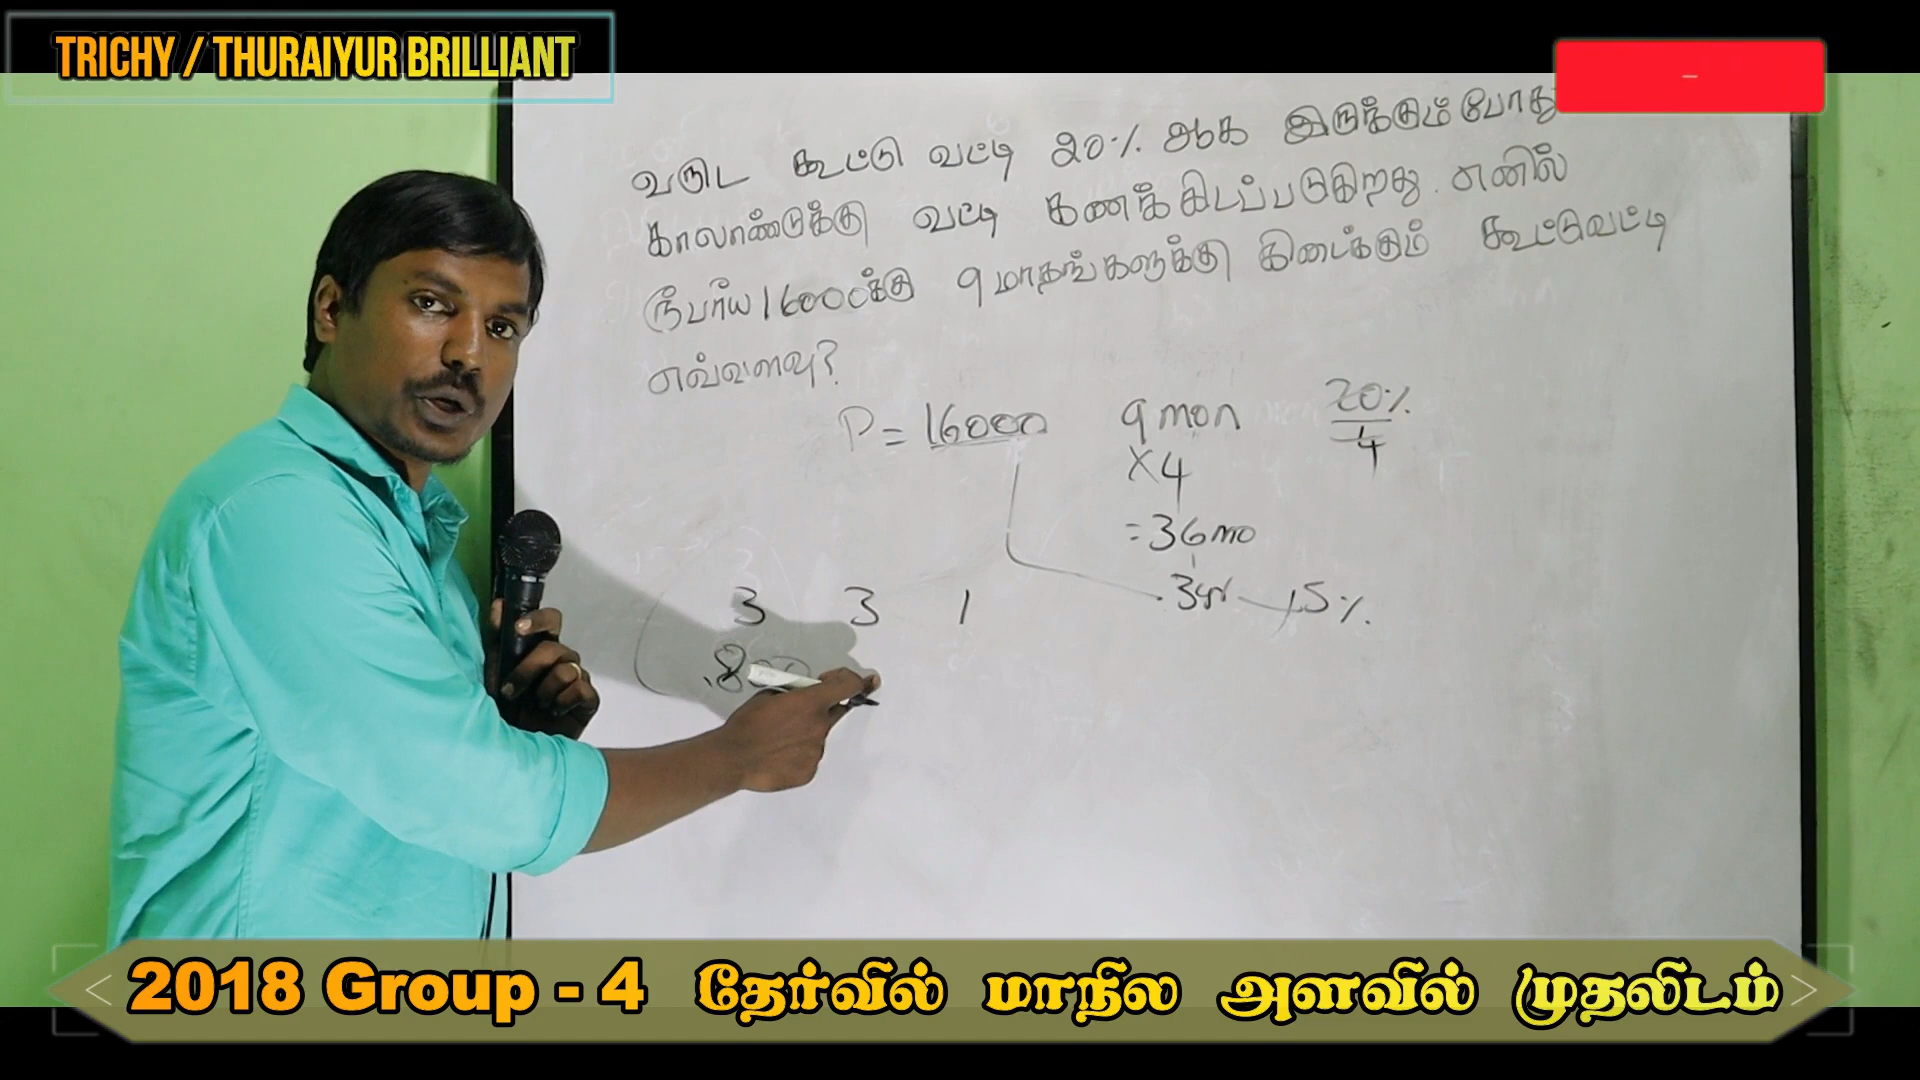 TRICHY / THURAIYUR BRILLIANT
வருட கூட்டு வட்டி 20% ஆக இருக்கும்போது
காலாண்டுக்கு வட்டி கணக்கிடப்படுகிறது. எனில்
ரூபாய் 16000க்கு 9 மாதங்களுக்கு கிடைக்கும் கூட்டுவட்டி
எவ்வளவு?
P = 16000 9 mon 20%/4
×4
= 36 mo
3yr 5%
3 3 1
2018 Group - 4 தேர்வில் மாநில அளவில் முதலிடம்